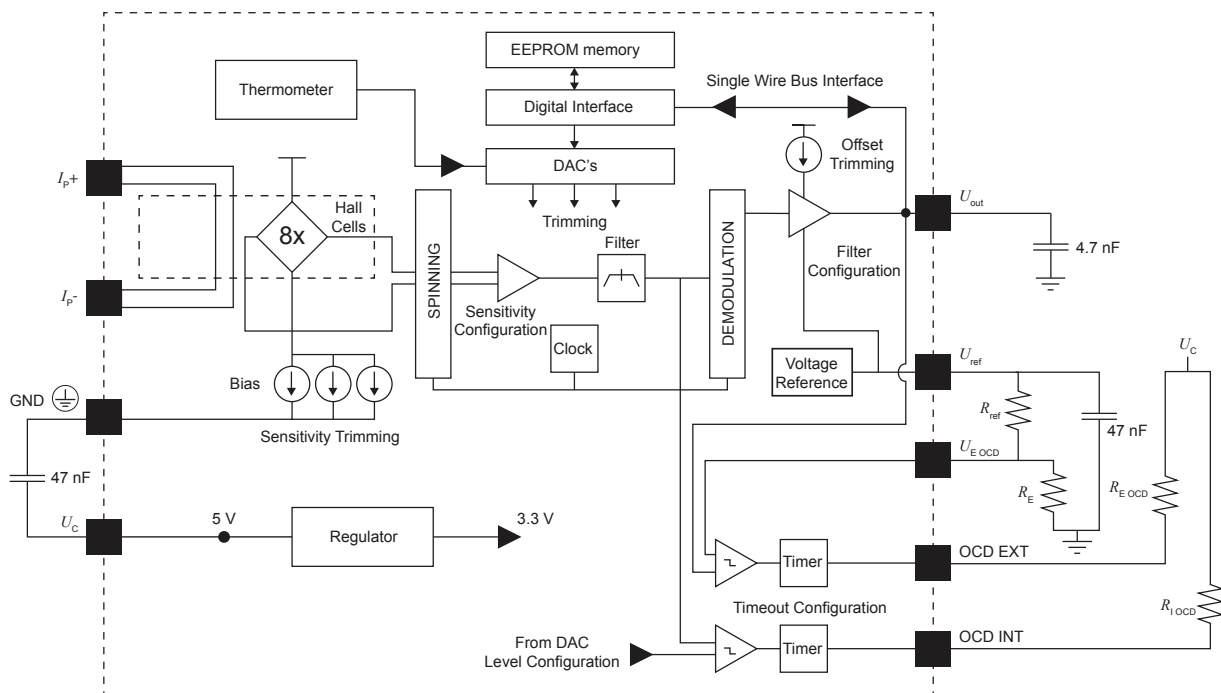 EEPROM memory
Single Wire Bus Interface
Thermometer
Digital Interface
Offset
Trimming
DAC's
I_P+
Hall
Cells
Trimming
U_out
8x
Filter
Filter
Configuration
4.7 nF
I_P-
SPINNING
DEMODULATION
Sensitivity
Configuration
Clock
U_C
Voltage
Reference
U_ref
Bias
GND
R_ref
47 nF
Sensitivity Trimming
U_E OCD
47 nF
R_E
R_E OCD
U_C
5 V
Regulator
3.3 V
OCD EXT
Timer
Timeout Configuration
R_I OCD
From DAC
Level Configuration
Timer
OCD INT